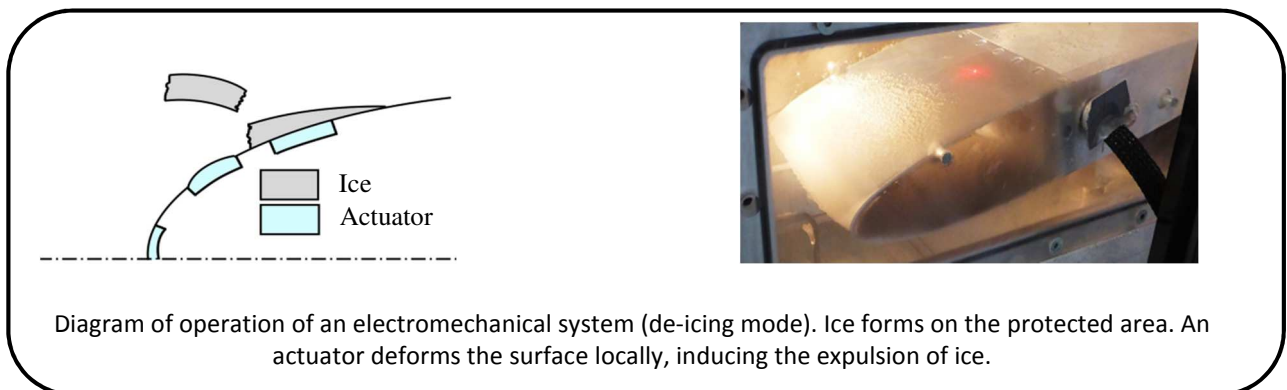 Ice
Actuator
Diagram of operation of an electromechanical system (de-icing mode). Ice forms on the protected area. An
actuator deforms the surface locally, inducing the expulsion of ice.